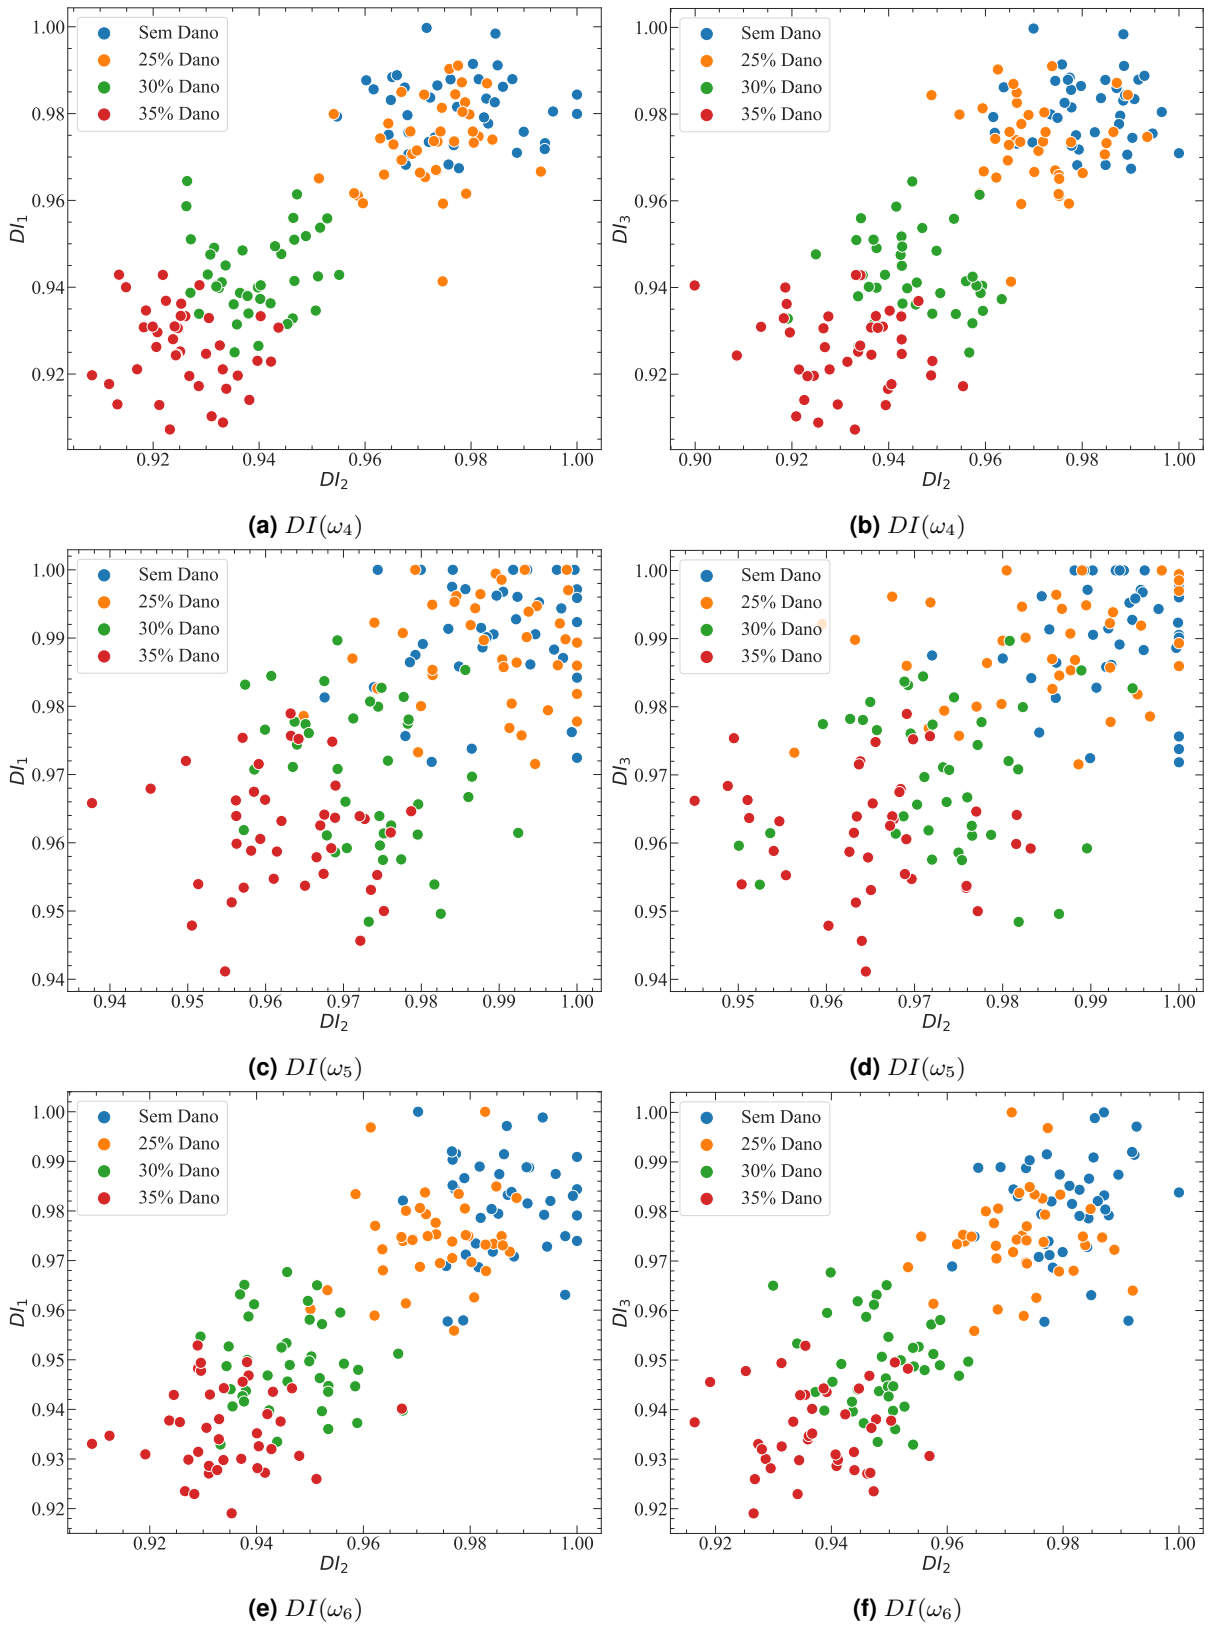 1.00
0.98
0.96
0.94
0.92
DI₁
Sem Dano
25% Dano
30% Dano
35% Dano
0.92 0.94 0.96 0.98 1.00
DI₂
(a) DI(ω₄)
1.00
0.98
0.96
0.94
0.92
DI₃
Sem Dano
25% Dano
30% Dano
35% Dano
0.90 0.92 0.94 0.96 0.98 1.00
DI₂
(b) DI(ω₄)
1.00
0.99
0.98
0.97
0.96
0.95
0.94
DI₁
Sem Dano
25% Dano
30% Dano
35% Dano
0.94 0.95 0.96 0.97 0.98 0.99 1.00
DI₂
(c) DI(ω₅)
1.00
0.99
0.98
0.97
0.96
0.95
0.94
DI₃
Sem Dano
25% Dano
30% Dano
35% Dano
0.95 0.96 0.97 0.98 0.99 1.00
DI₂
(d) DI(ω₅)
1.00
0.99
0.98
0.97
0.96
0.95
0.94
0.93
0.92
DI₁
Sem Dano
25% Dano
30% Dano
35% Dano
0.92 0.94 0.96 0.98 1.00
DI₂
(e) DI(ω₆)
1.00
0.99
0.98
0.97
0.96
0.95
0.94
0.93
0.92
DI₃
Sem Dano
25% Dano
30% Dano
35% Dano
0.92 0.94 0.96 0.98 1.00
DI₂
(f) DI(ω₆)